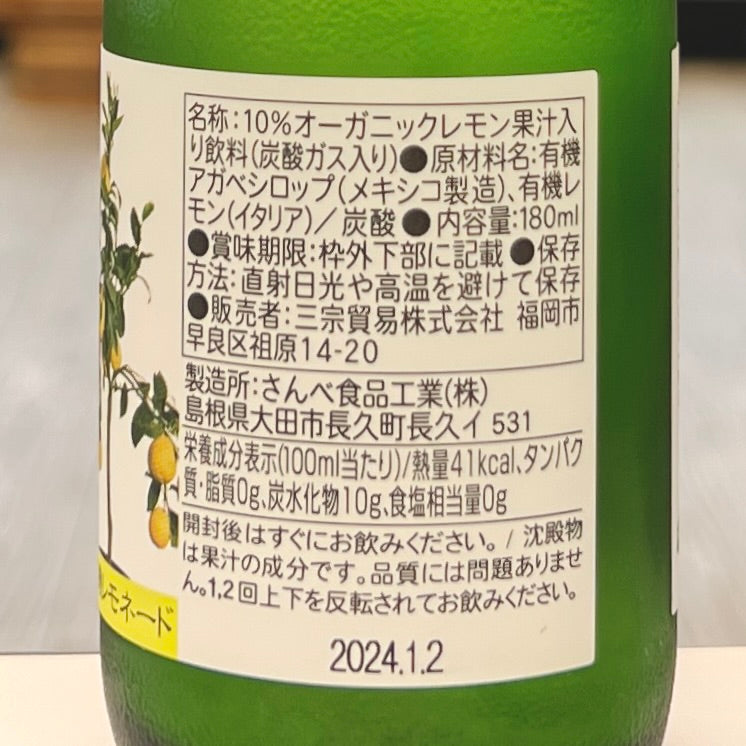 名称:10%オーガニックレモン果汁入
り飲料(炭酸ガス入り)●原材料名:有機
アガベシロップ(メキシコ製造)、有機レ
モン(イタリア)/炭酸●内容量:180ml
●賞味期限:枠外下部に記載●保存
方法:直射日光や高温を避けて保存
●販売者:三宗貿易株式会社 福岡市
早良区祖原14-20
製造所:さんべ食品工業(株)
島根県大田市長久町長久イ 531
栄養成分表示(100ml当たり)/熱量41kcal、タンパク
質・脂質0g、炭水化物10g、食塩相当量0g
開封後はすぐにお飲みください。/沈殿物
は果汁の成分です。品質には問題ありませ
ん。1,2回上下を反転されてお飲みください。
2024.1.2
レモネード